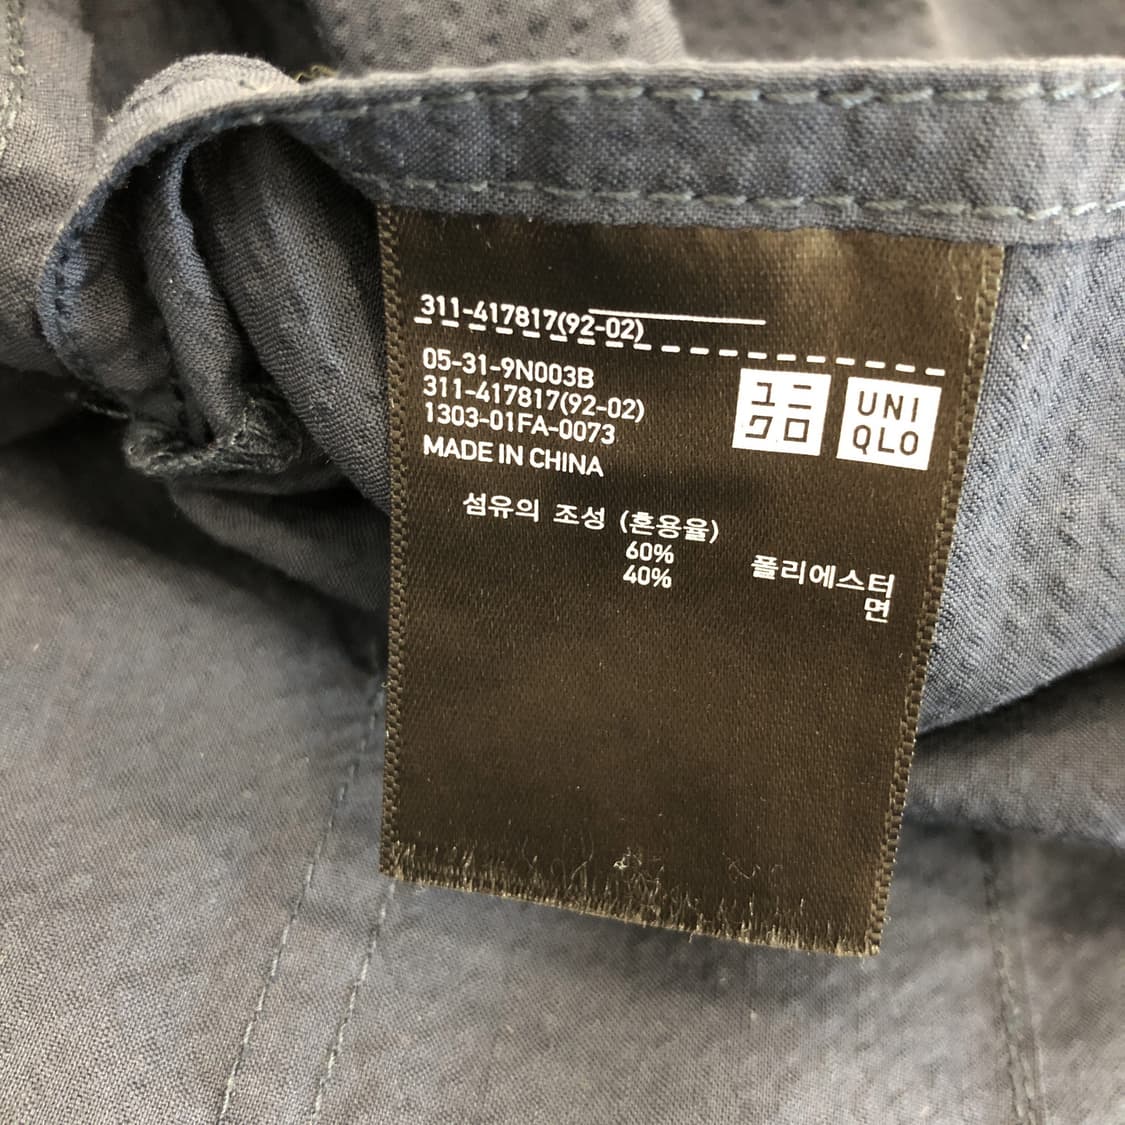 311-417817(92-02)
05-31-9N003B
311-417817(92-02)
1303-01FA-0073
MADE IN CHINA
ユニ
クロ
UNI
QLO
섬유의 조성 (혼용율)
60% 폴리에스터
40% 면